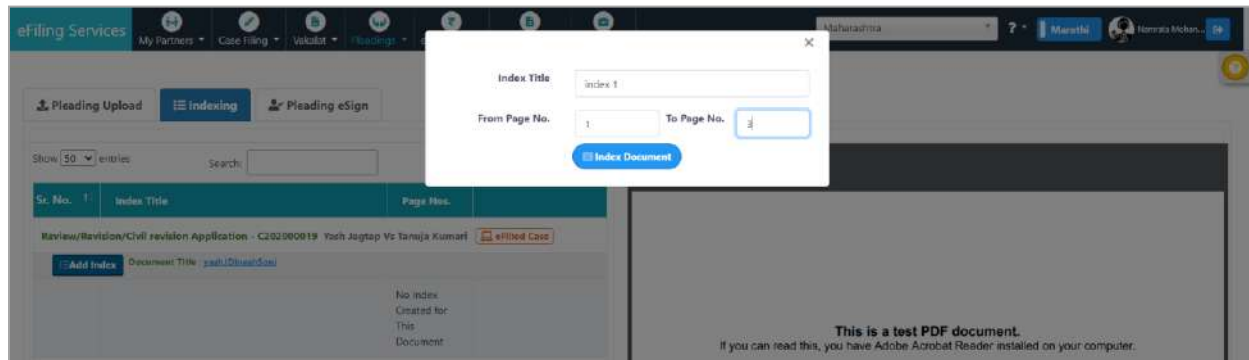 eFiling Services
My Partners
Case Filing
Vakalat
Pleadings
Maharashtra
?
Marathi
Namrata Mohan...
×
Index Title
index 1
From Page No.
1
To Page No.
3
Index Document
Pleading Upload
Indexing
Pleading eSign
Show 50 entries
Search:
Sr. No.
Index Title
Page Nos.
Review/Revision/Civil revision Application - C202000019 Yash Jagtap Vs Tanuja Kumari
eFiled Case
Add Index
Document Title :
No Index
Created for
This
Document
This is a test PDF document.
If you can read this, you have Adobe Acrobat Reader installed on your computer.